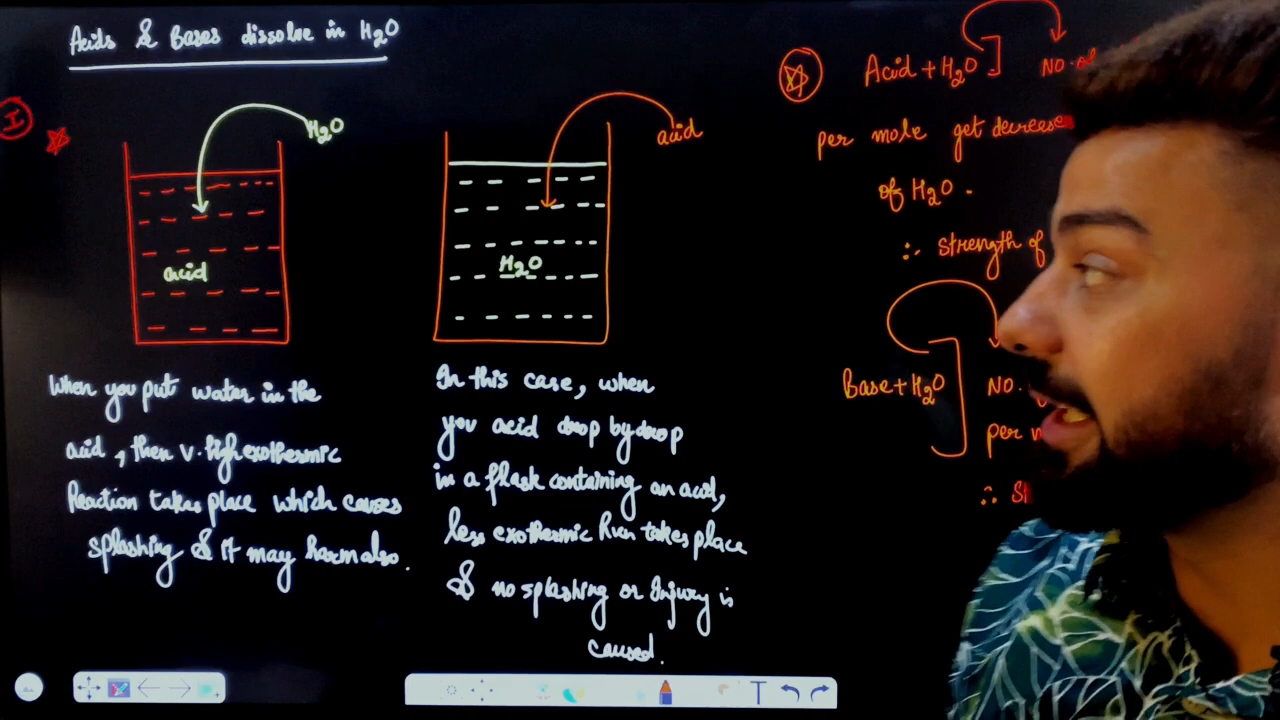 Acids & Bases dissolve in H2O
I
H2O
acid
acid
H2O
When you put water in the
acid, then v. high exothermic
Reaction takes place which causes
splashing & it may harm also.
In this case, when
you acid drop by drop
in a flask containing an acid,
less exothermic Rxn takes place
& no splashing or Injury is
caused.
Acid + H2O ] NO. of
per mole get decrease
of H2O.
∴ strength of
Base + H2O ] NO.
per
∴
T